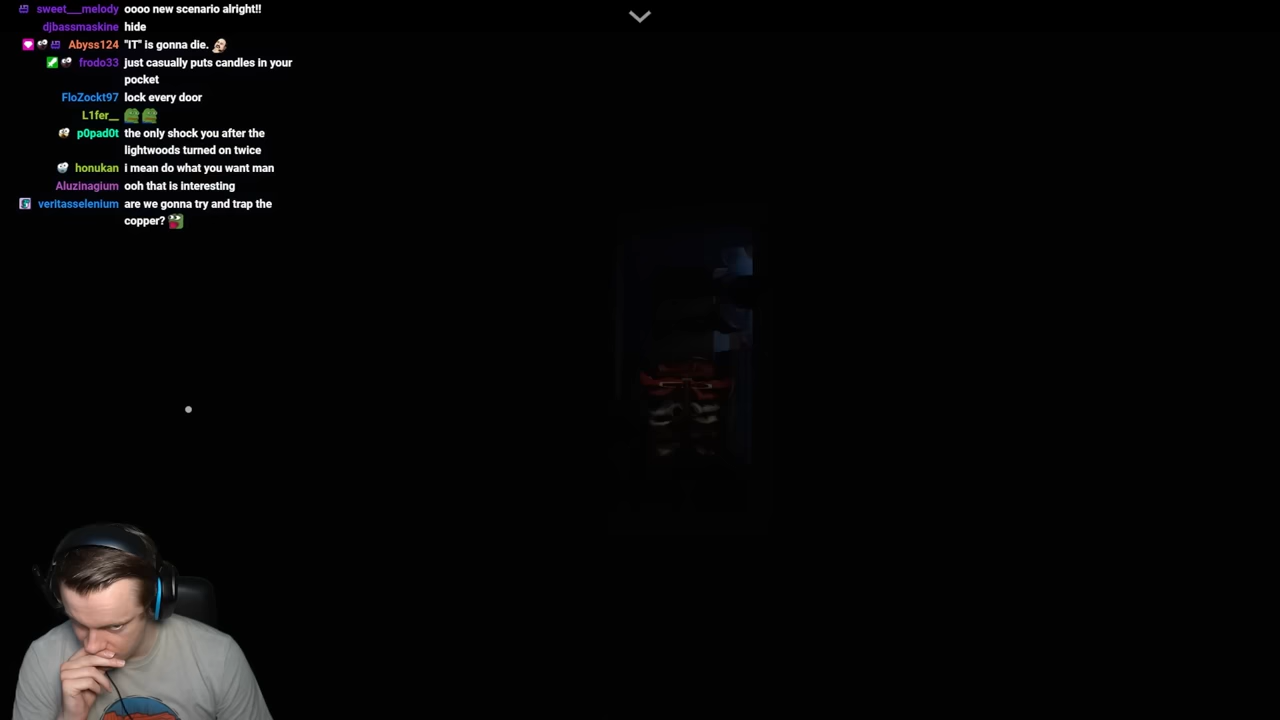 sweet___melody oooo new scenario alright!!
djbassmaskine hide
Abyss124 "IT" is gonna die.
frodo33 just casually puts candles in your
pocket
FloZockt97 lock every door
L1fer__
p0pad0t the only shock you after the
lightwoods turned on twice
honukan i mean do what you want man
Aluzinagium ooh that is interesting
veritasselenium are we gonna try and trap the
copper?